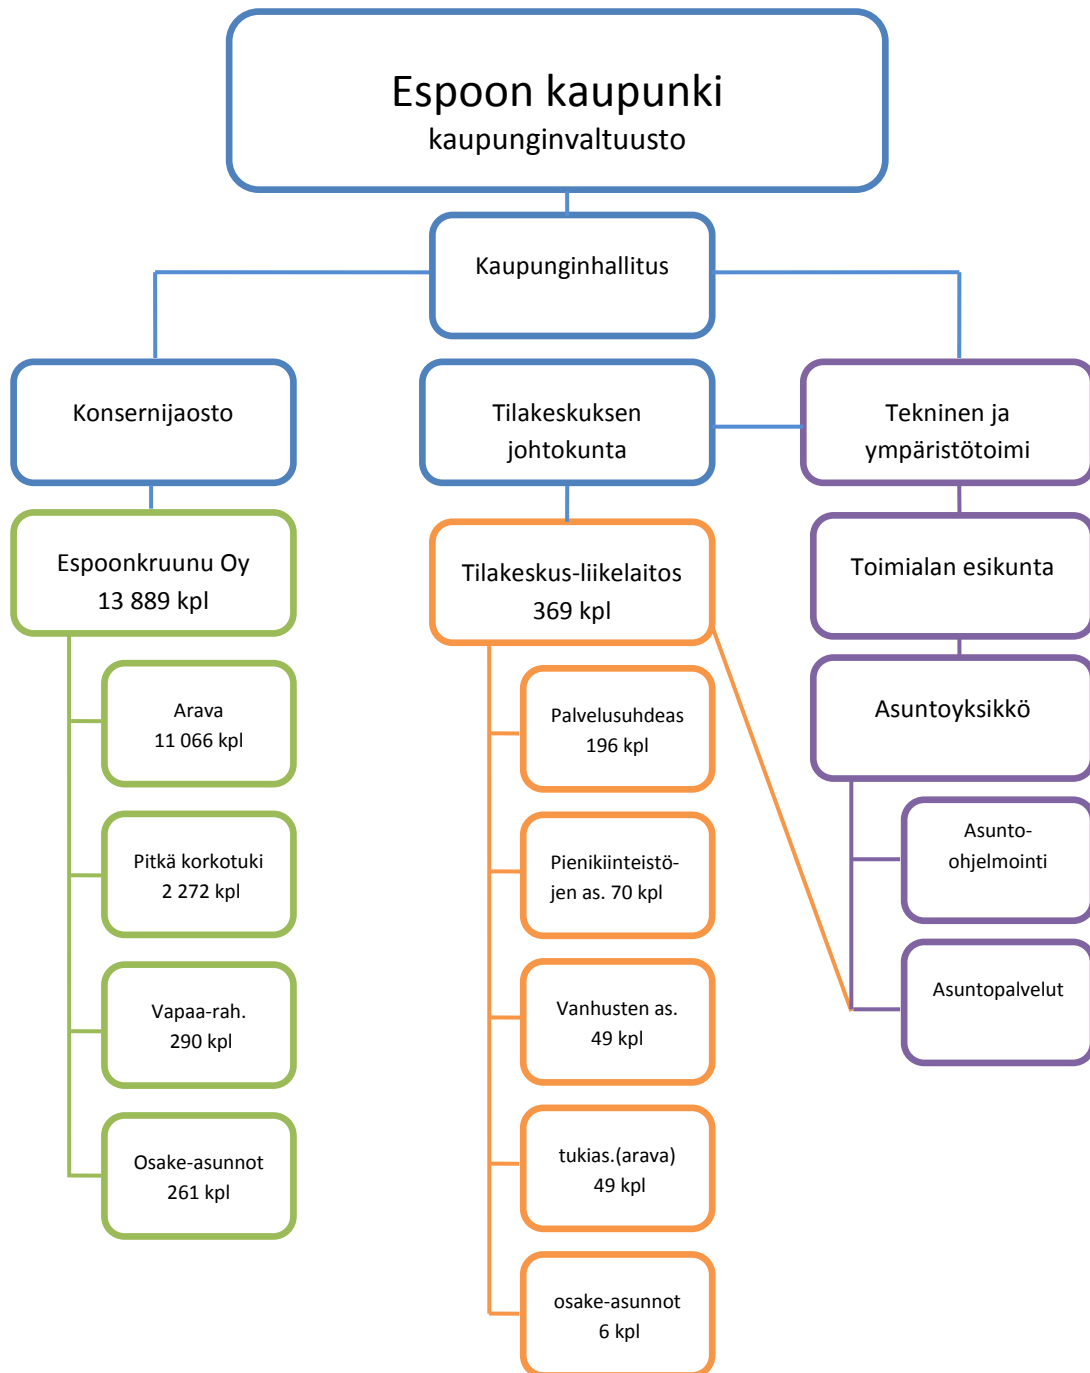 Espoon kaupunki
kaupunginvaltuusto
Kaupunginhallitus
Konsernijaosto
Tilakeskuksen
johtokunta
Tekninen ja
ympäristötoimi
Espoonkruunu Oy
13 889 kpl
Arava
11 066 kpl
Pitkä korkotuki
2 272 kpl
Vapaa-rah.
290 kpl
Osake-asunnot
261 kpl
Tilakeskus-liikelaitos
369 kpl
Palvelusuhdeas
196 kpl
Pienikiinteistö-
jen as. 70 kpl
Vanhusten as.
49 kpl
tukias.(arava)
49 kpl
osake-asunnot
6 kpl
Toimialan esikunta
Asuntoyksikkö
Asunto-
ohjelmointi
Asuntopalvelut